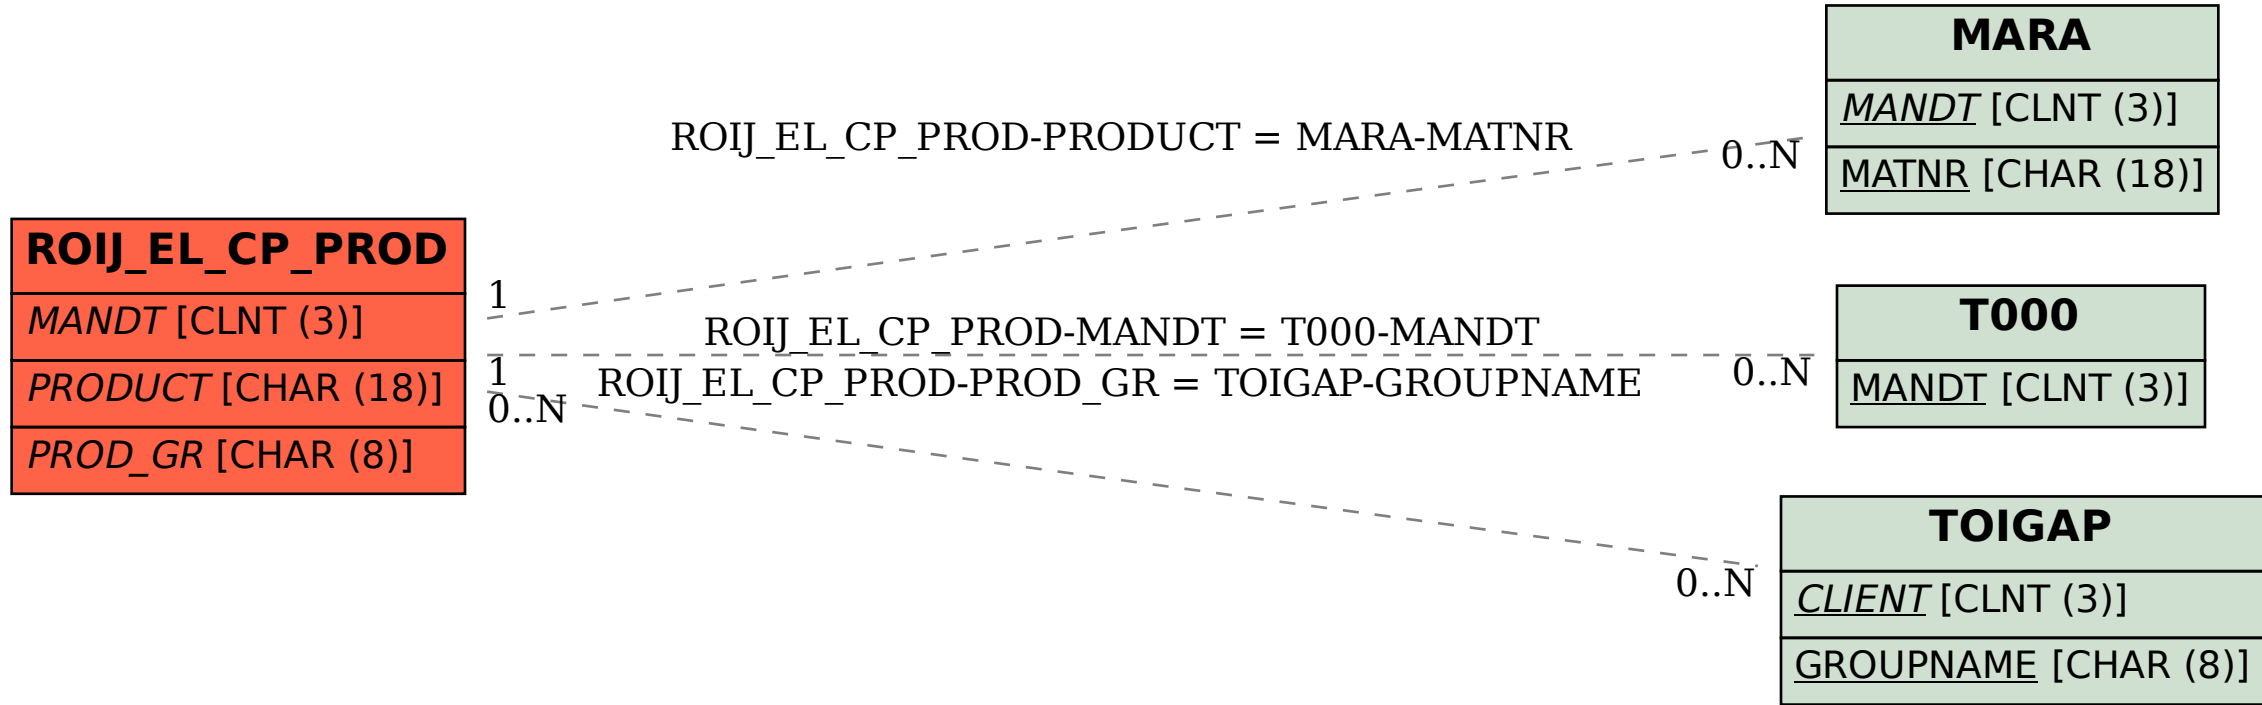 MARA
MANDT [CLNT (3)]
MATNR [CHAR (18)]
ROIJ_EL_CP_PROD-PRODUCT = MARA-MATNR
0..N
ROIJ_EL_CP_PROD
MANDT [CLNT (3)]
PRODUCT [CHAR (18)]
PROD_GR [CHAR (8)]
1
ROIJ_EL_CP_PROD-MANDT = T000-MANDT
1
0..N
ROIJ_EL_CP_PROD-PROD_GR = TOIGAP-GROUPNAME
0..N
0..N
T000
MANDT [CLNT (3)]
TOIGAP
CLIENT [CLNT (3)]
GROUPNAME [CHAR (8)]